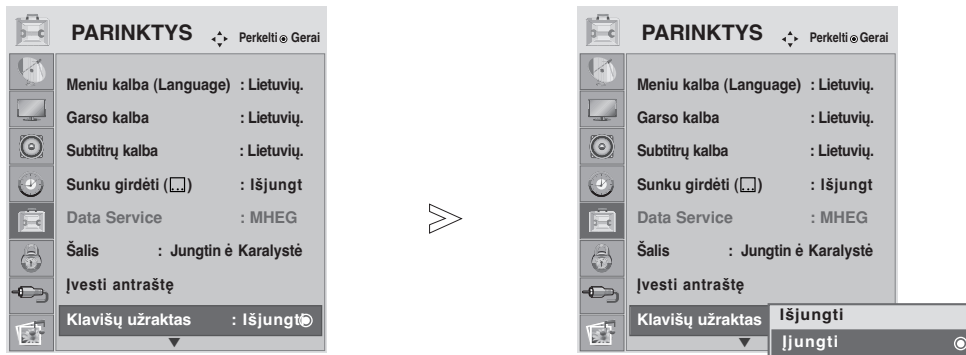 PARINKTYS Perkelti Gerai
Meniu kalba (Language) : Lietuvių.
Garso kalba : Lietuvių.
Subtitrų kalba : Lietuvių.
Sunku girdėti ( ... ) : Išjungt
Data Service : MHEG
Šalis : Jungtin ė Karalystė
Įvesti antraštę
Klavišų užraktas : Išjungt
PARINKTYS Perkelti Gerai
Meniu kalba (Language) : Lietuvių.
Garso kalba : Lietuvių.
Subtitrų kalba : Lietuvių.
Sunku girdėti ( ... ) : Išjungt
Data Service : MHEG
Šalis : Jungtin ė Karalystė
Įvesti antraštę
Klavišų užraktas
Išjungti
Įjungti